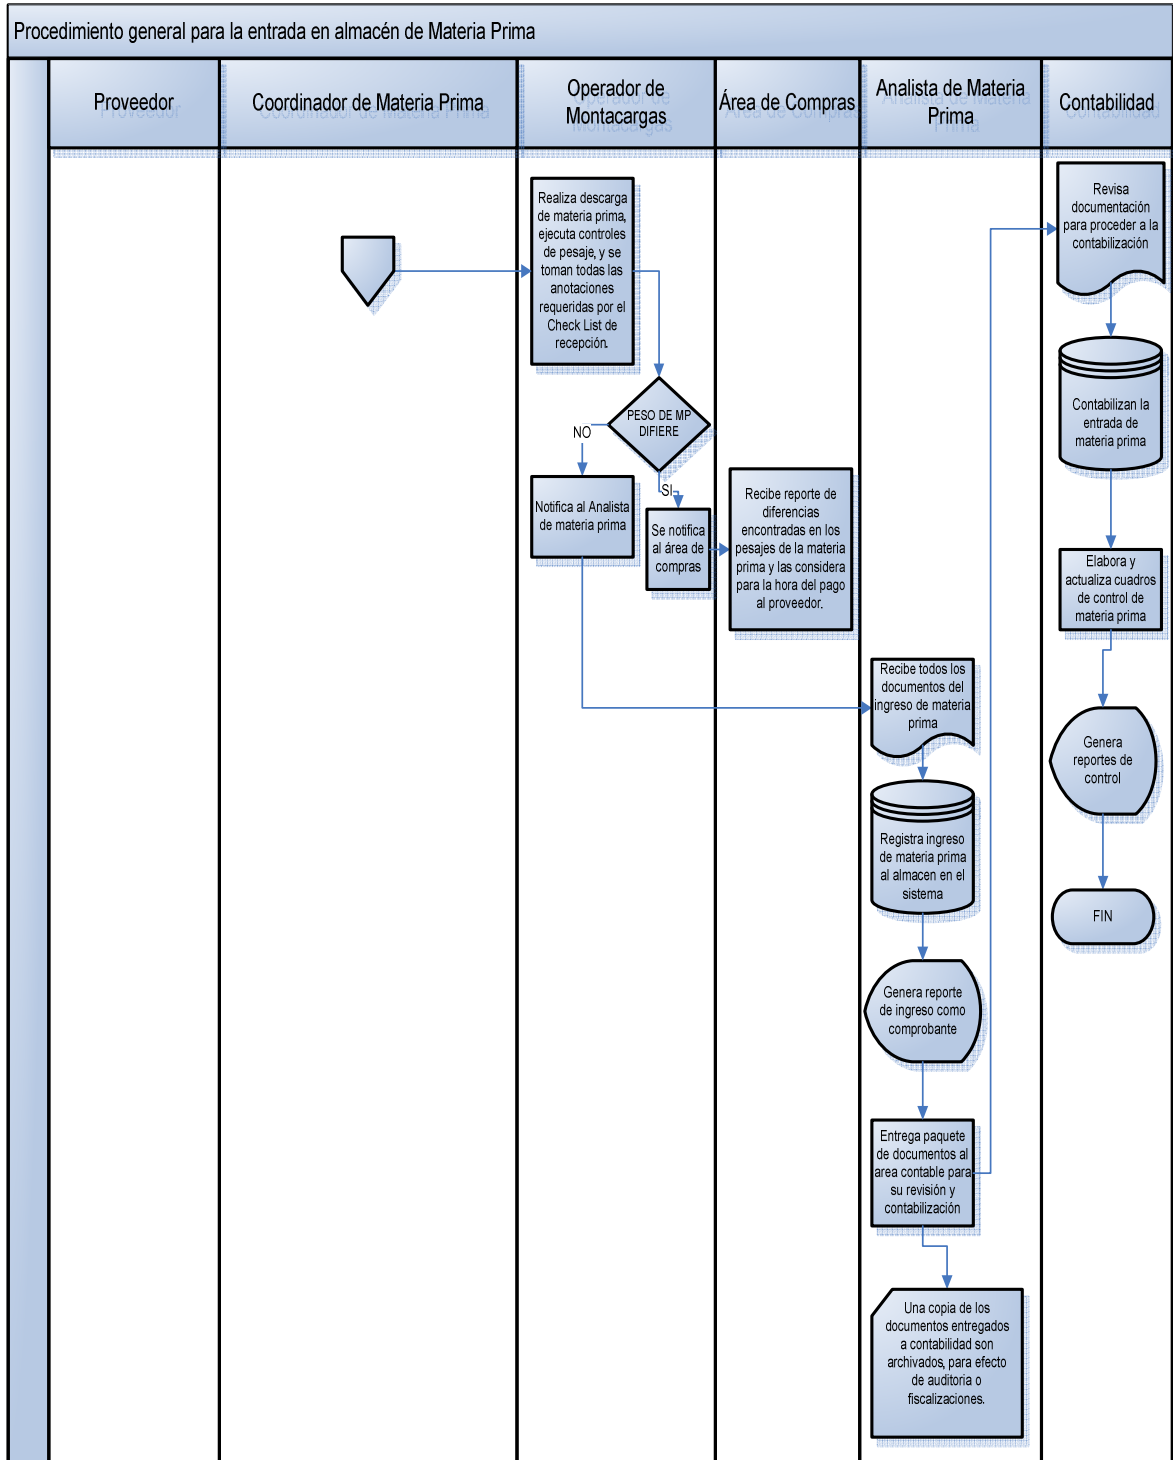 Procedimiento general para la entrada en almacén de Materia Prima
Proveedor
Coordinador de Materia Prima
Operador de
Montacargas
Área de Compras
Analista de Materia
Prima
Contabilidad
Realiza descarga
de materia prima,
ejecuta controles
de pesaje, y se
toman todas las
anotaciones
requeridas por el
Check List de
recepción.
PESO DE MP
DIFIERE
NO
SI
Notifica al Analista
de materia prima
Se notifica
al área de
compras
Recibe reporte de
diferencias
encontradas en los
pesajes de la materia
prima y las considera
para la hora del pago
al proveedor.
Recibe todos los
documentos del
ingreso de materia
prima
Registra ingreso
de materia prima
al almacen en el
sistema
Genera reporte
de ingreso como
comprobante
Entrega paquete
de documentos al
area contable para
su revisión y
contabilización
Una copia de los
documentos entregados
a contabilidad son
archivados, para efecto
de auditoria o
fiscalizaciones.
Revisa
documentación
para proceder a la
contabilización
Contabilizan la
entrada de
materia prima
Elabora y
actualiza cuadros
de control de
materia prima
Genera
reportes de
control
FIN